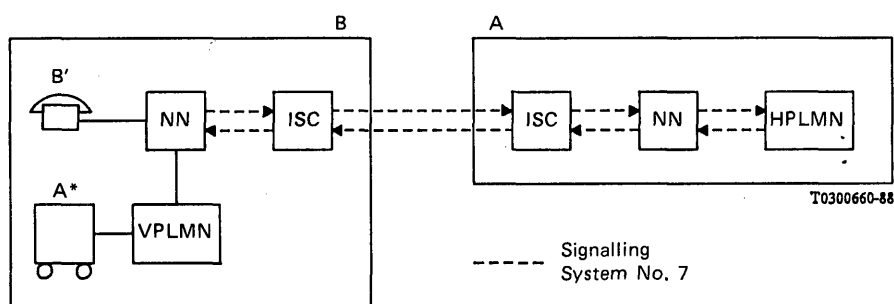 B
A
B'
NN
ISC
ISC
NN
HPLMN
A*
VPLMN
T0300660-88
Signalling
System No. 7